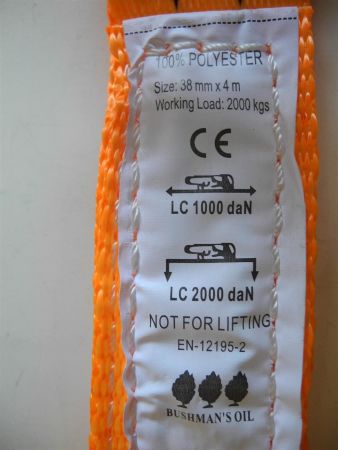 100% POLYESTER
Size: 38 mm x 4 m
Working Load: 2000 kgs
CE
LC 1000 daN
LC 2000 daN
NOT FOR LIFTING
EN-12195-2
BUSHMAN'S OIL